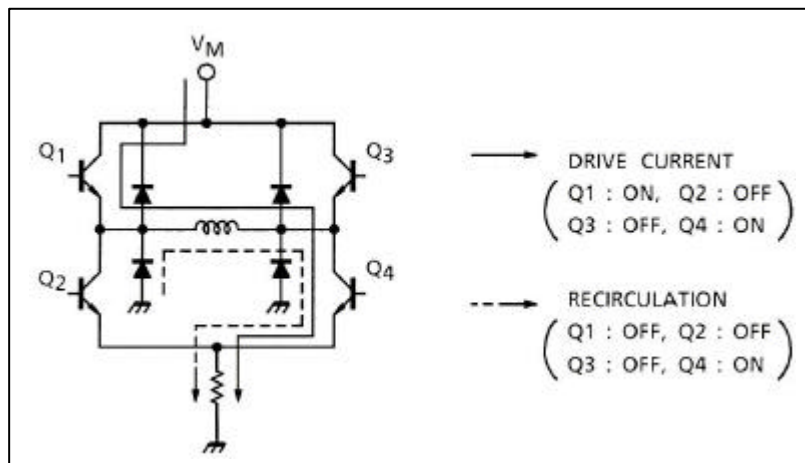 VM
Q1
Q3
Q2
Q4
DRIVE CURRENT
( Q1 : ON, Q2 : OFF
Q3 : OFF, Q4 : ON )
RECIRCULATION
( Q1 : OFF, Q2 : OFF
Q3 : OFF, Q4 : ON )